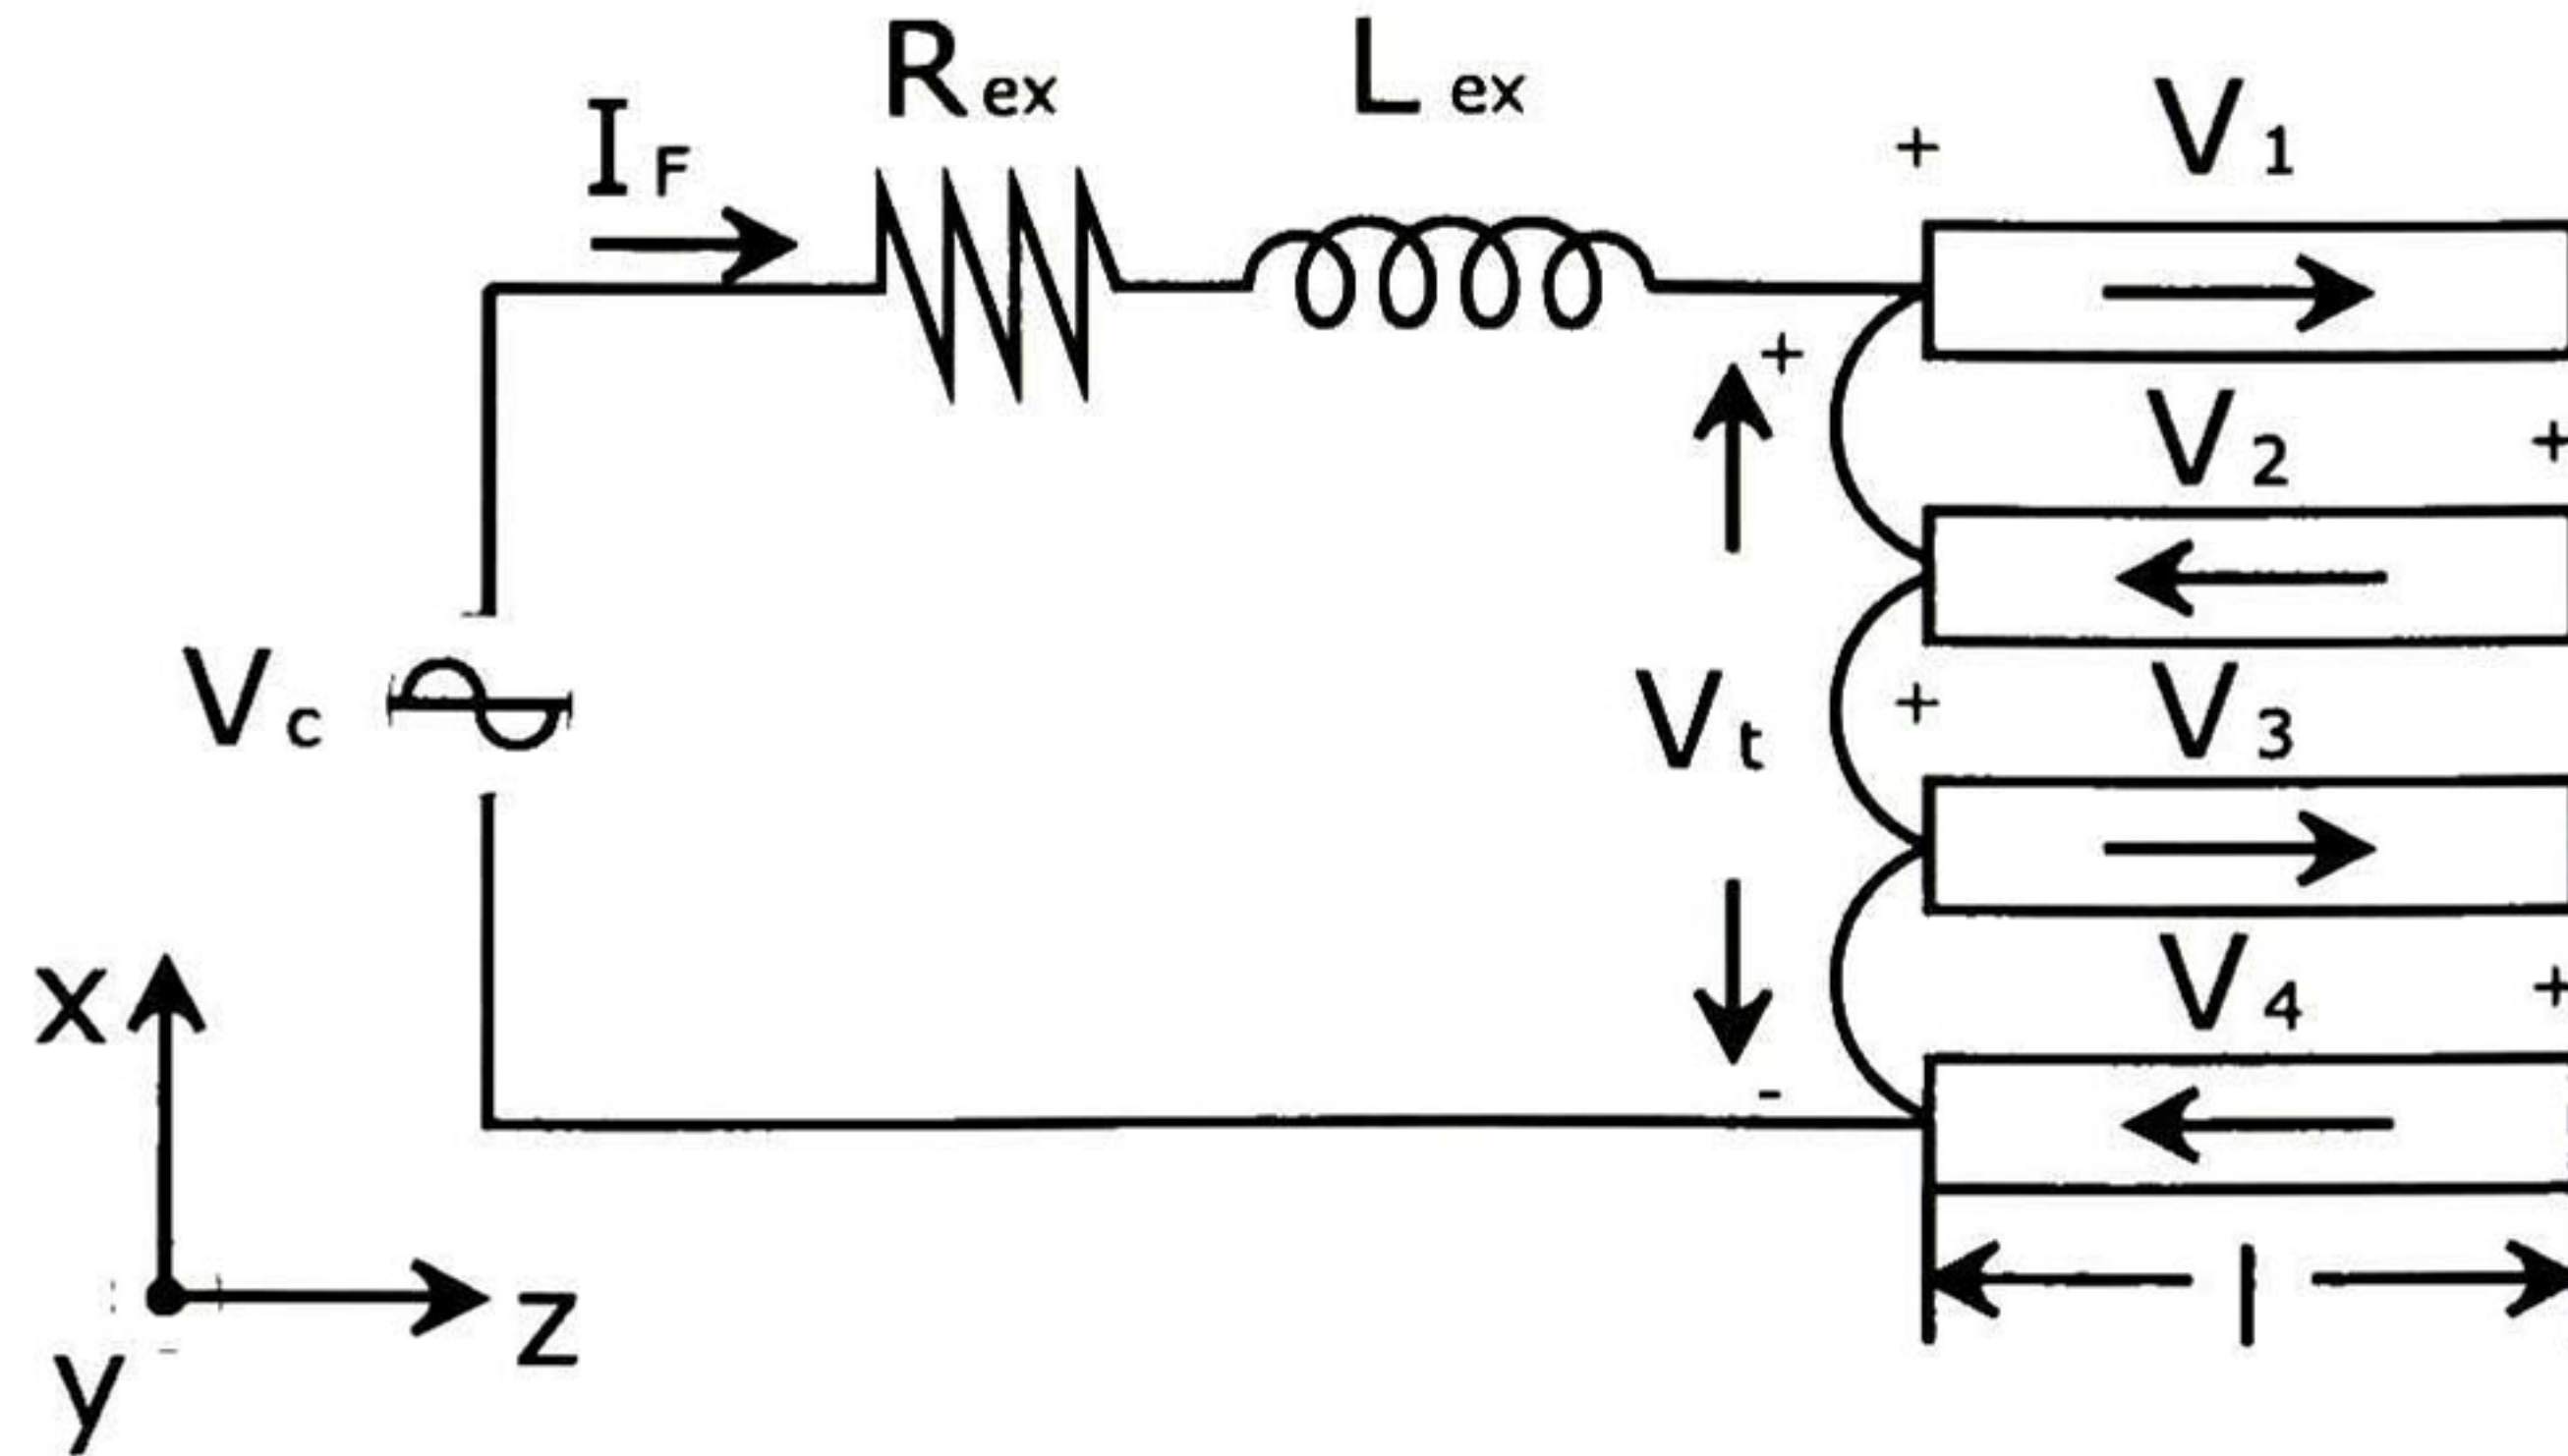 R ex
L ex
I F
+ V 1
+
V 2 +
V c
V t
+ V 3
x
V 4 +
-
l
z
y